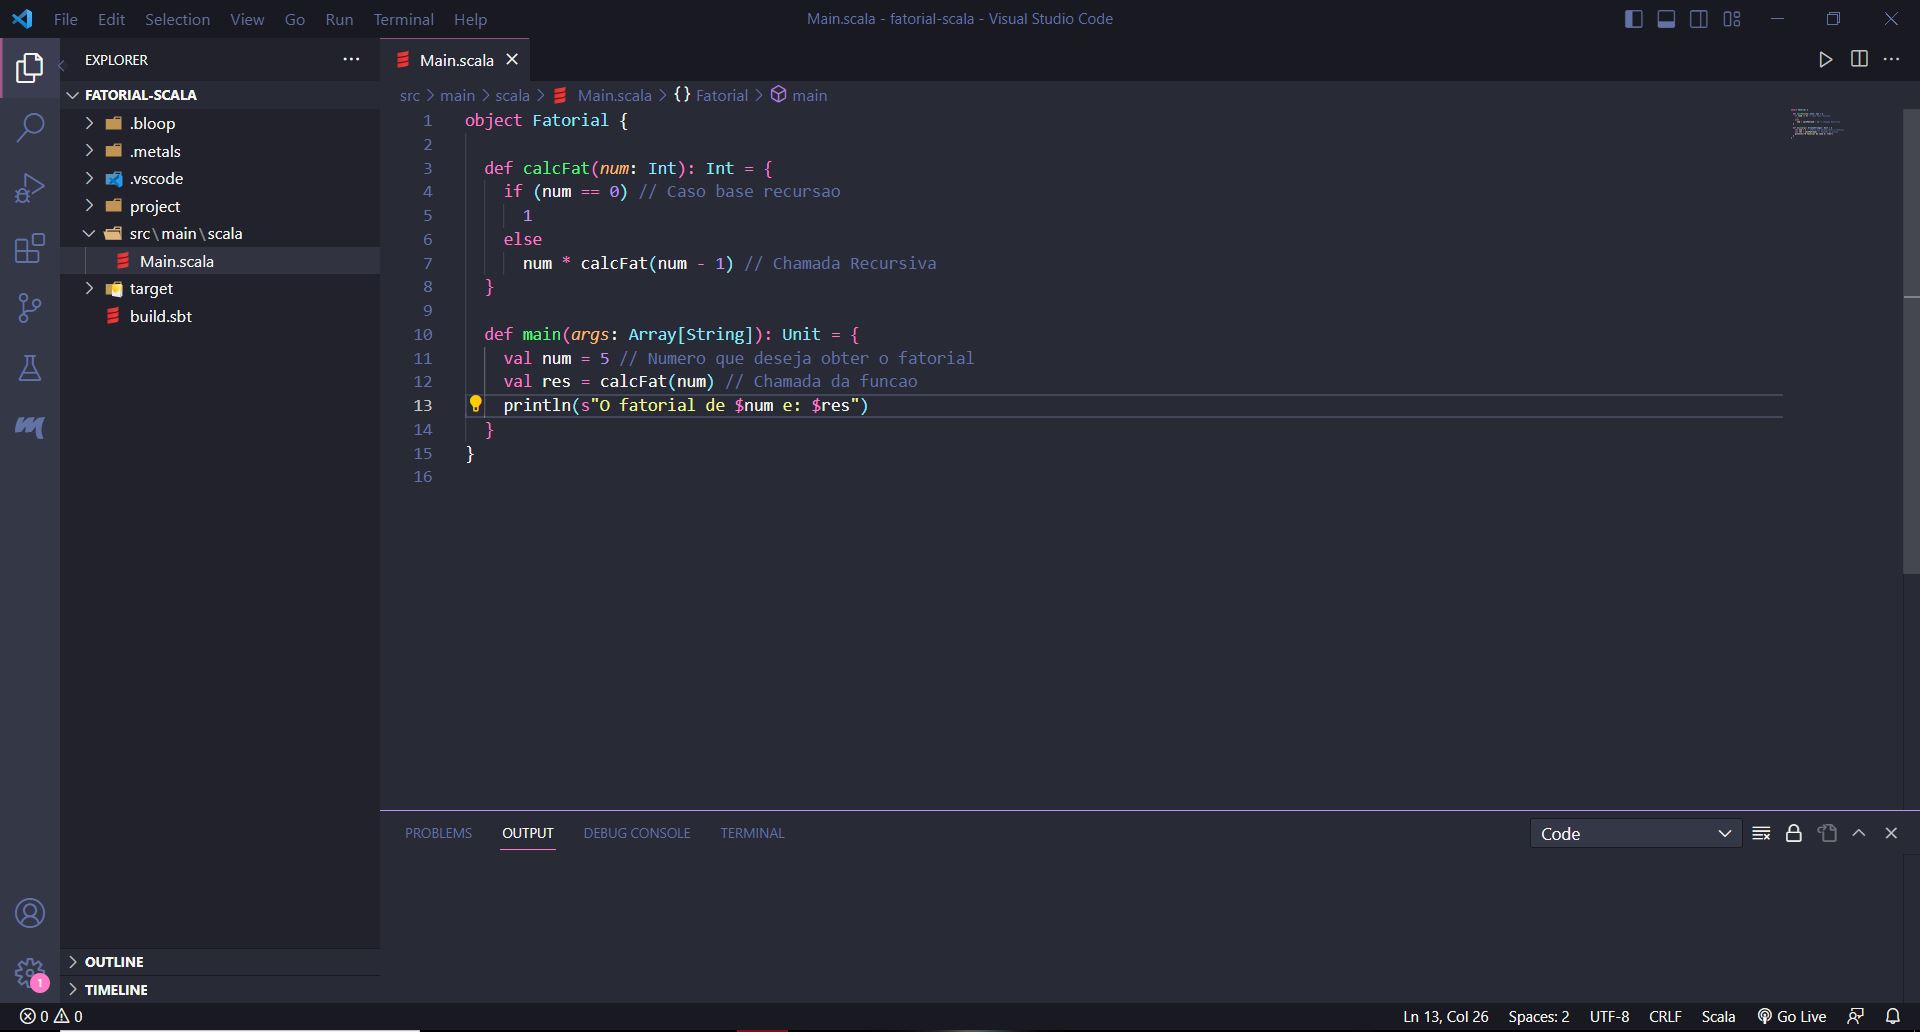 File Edit Selection View Go Run Terminal Help
Main.scala - fatorial-scala - Visual Studio Code
EXPLORER
FATORIAL-SCALA
.bloop
.metals
.vscode
project
src\main\scala
Main.scala
target
build.sbt
OUTLINE
TIMELINE
1
Main.scala
src > main > scala > Main.scala > {} Fatorial > main
1 object Fatorial {
2
3 def calcFat(num: Int): Int = {
4 if (num == 0) // Caso base recursao
5 1
6 else
7 num * calcFat(num - 1) // Chamada Recursiva
8 }
9
10 def main(args: Array[String]): Unit = {
11 val num = 5 // Numero que deseja obter o fatorial
12 val res = calcFat(num) // Chamada da funcao
13 println(s"O fatorial de $num e: $res")
14 }
15 }
16
PROBLEMS OUTPUT DEBUG CONSOLE TERMINAL
Code
0 0
Ln 13, Col 26 Spaces: 2 UTF-8 CRLF Scala Go Live